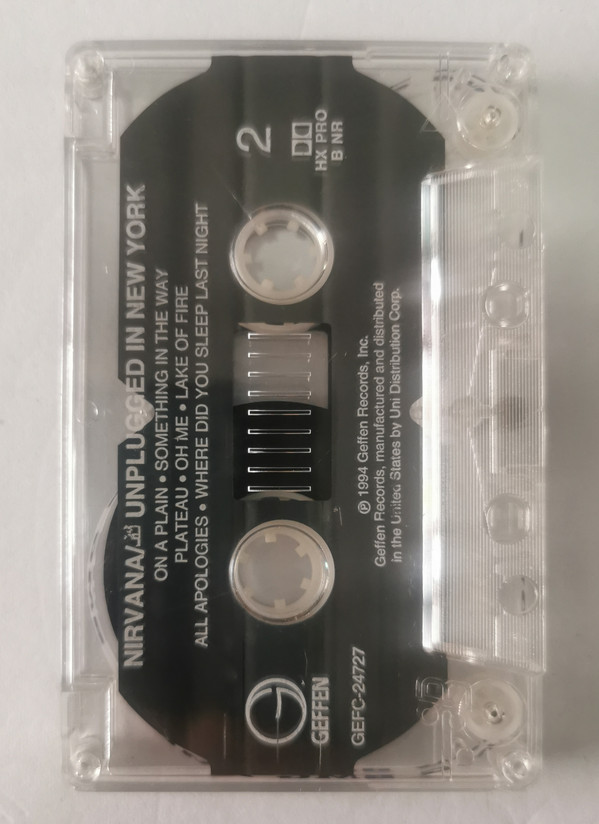 NIRVANA/ UNPLUGGED IN NEW YORK
ON A PLAIN • SOMETHING IN THE WAY
PLATEAU • OH ME • LAKE OF FIRE
ALL APOLOGIES • WHERE DID YOU SLEEP LAST NIGHT
2
HX PRO
B NR
GEFFEN
GEFC-24727
℗ 1994 Geffen Records, Inc.
Geffen Records, manufactured and distributed
in the United States by Uni Distribution Corp.